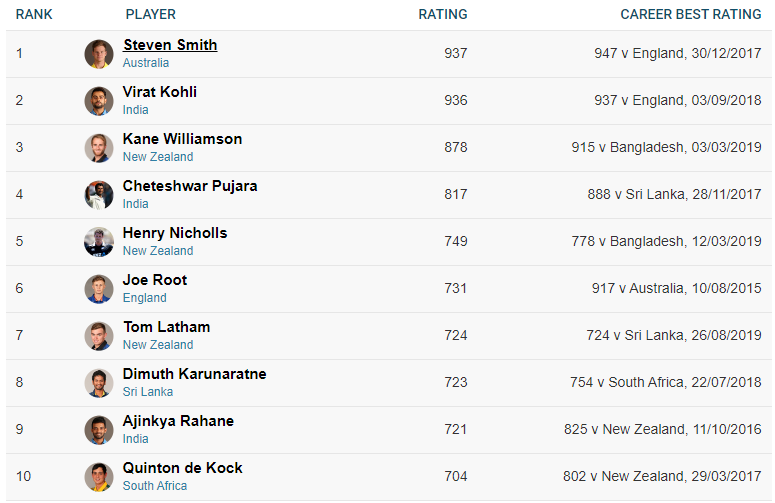 RANK PLAYER RATING CAREER BEST RATING
1 Steven Smith 937 947 v England, 30/12/2017
Australia
2 Virat Kohli 936 937 v England, 03/09/2018
India
3 Kane Williamson 878 915 v Bangladesh, 03/03/2019
New Zealand
4 Cheteshwar Pujara 817 888 v Sri Lanka, 28/11/2017
India
5 Henry Nicholls 749 778 v Bangladesh, 12/03/2019
New Zealand
6 Joe Root 731 917 v Australia, 10/08/2015
England
7 Tom Latham 724 724 v Sri Lanka, 26/08/2019
New Zealand
8 Dimuth Karunaratne 723 754 v South Africa, 22/07/2018
Sri Lanka
9 Ajinkya Rahane 721 825 v New Zealand, 11/10/2016
India
10 Quinton de Kock 704 802 v New Zealand, 29/03/2017
South Africa